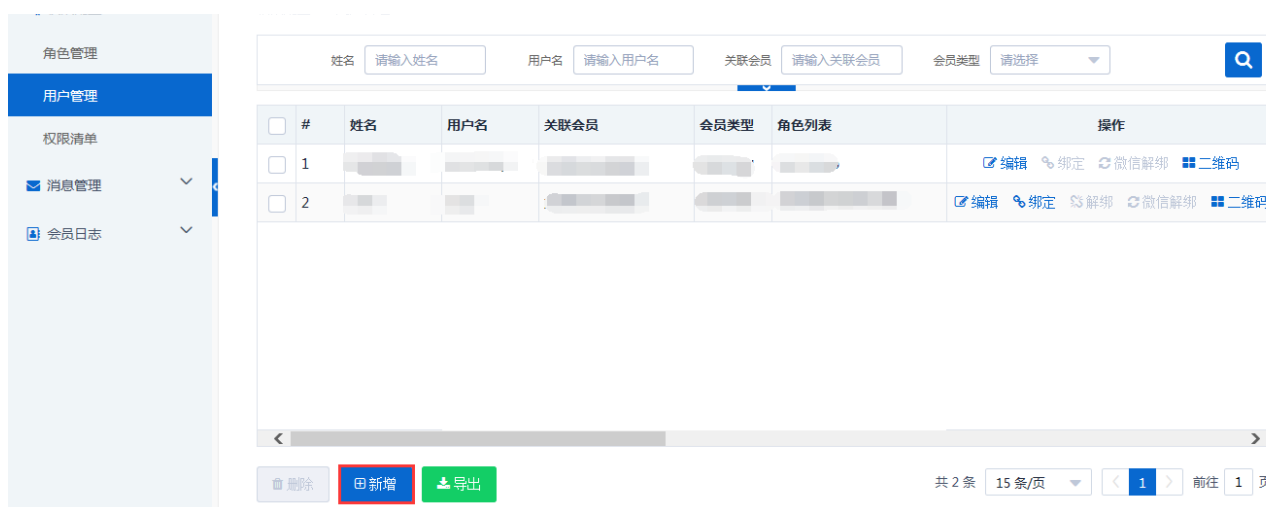 角色管理
用户管理
权限清单
消息管理
会员日志
姓名 请输入姓名 用户名 请输入用户名 关联会员 请输入关联会员 会员类型 请选择
# 姓名 用户名 关联会员 会员类型 角色列表 操作
1 编辑 绑定 微信解绑 二维码
2 编辑 绑定 解绑 微信解绑 二维码
删除 新增 导出 共 2 条 15 条/页 1 前往 1